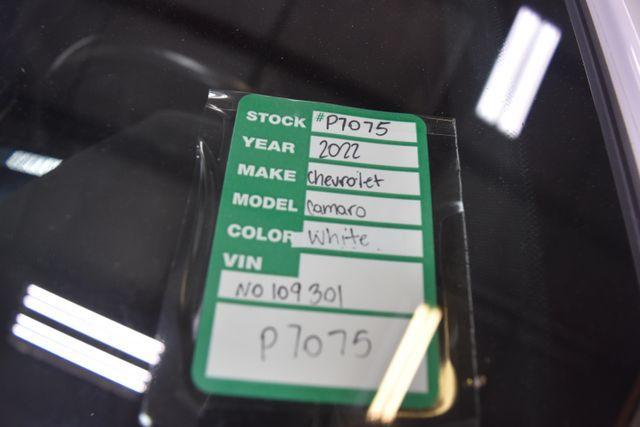 STOCK #P7075
YEAR 2022
MAKE Chevrolet
MODEL Camaro
COLOR White
VIN
NO109301
P7075